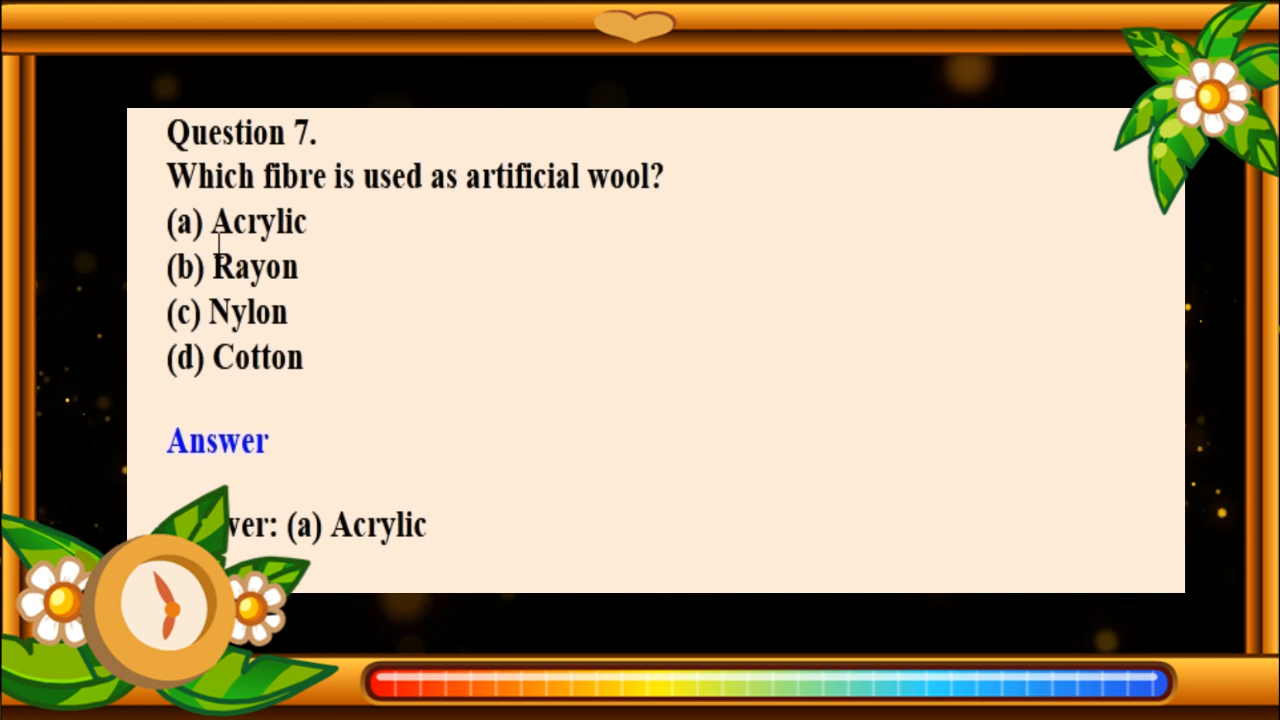 Question 7.
Which fibre is used as artificial wool?
(a) Acrylic
(b) Rayon
(c) Nylon
(d) Cotton
Answer
wer: (a) Acrylic